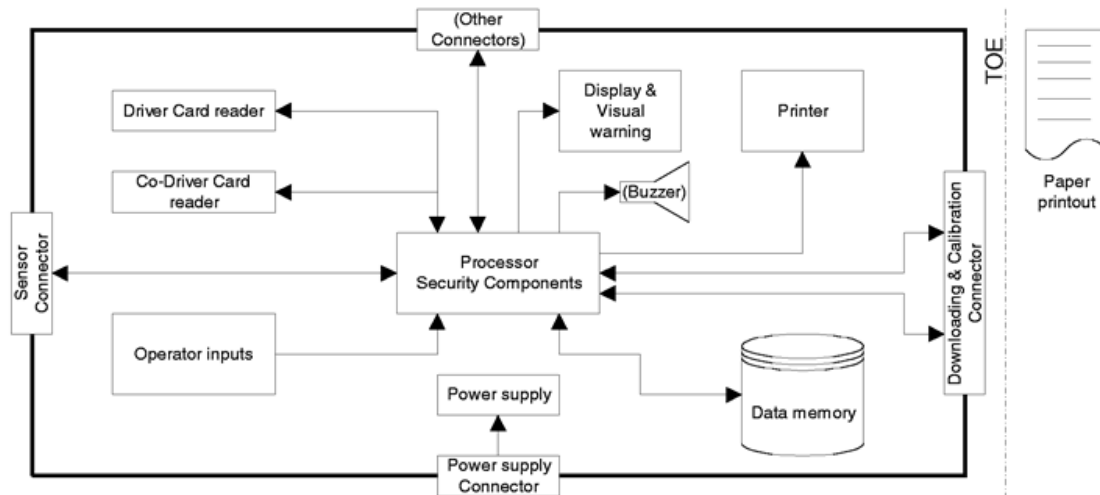 (Other
Connectors)
TOE
Driver Card reader
Display &
Visual
warning
Printer
Co-Driver Card
reader
(Buzzer)
Paper
printout
Sensor
Connector
Processor
Security Components
Downloading & Calibration
Connector
Operator inputs
Power supply
Data memory
Power supply
Connector